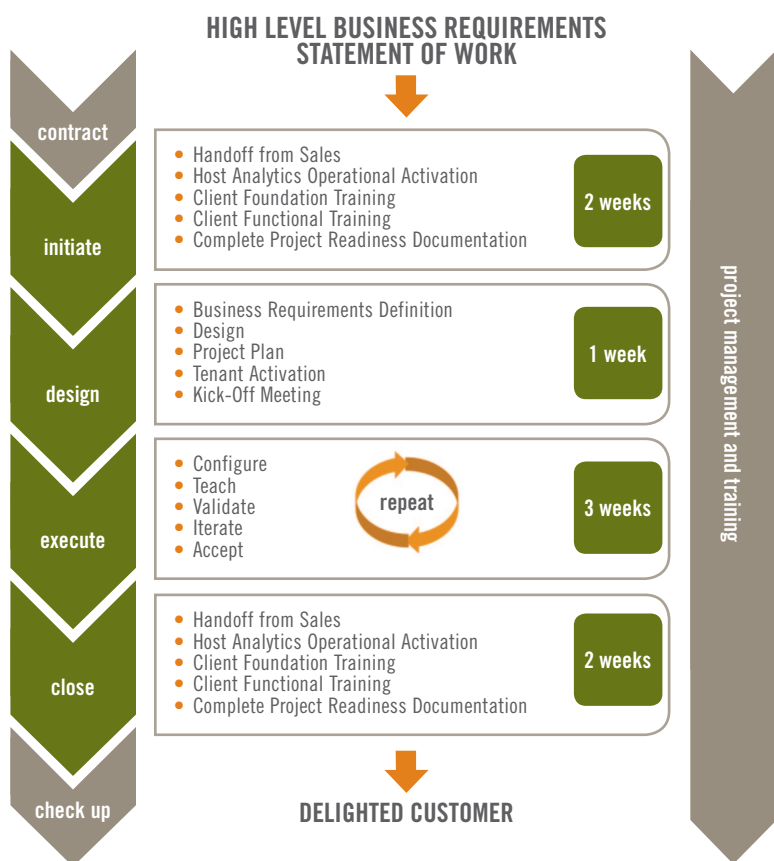 HIGH LEVEL BUSINESS REQUIREMENTS
STATEMENT OF WORK
contract
Handoff from Sales
Host Analytics Operational Activation
Client Foundation Training
Client Functional Training
Complete Project Readiness Documentation
2 weeks
initiate
Business Requirements Definition
Design
Project Plan
Tenant Activation
Kick-Off Meeting
1 week
design
Configure
Teach
Validate
Iterate
Accept
repeat
3 weeks
execute
Handoff from Sales
Host Analytics Operational Activation
Client Foundation Training
Client Functional Training
Complete Project Readiness Documentation
2 weeks
close
check up
DELIGHTED CUSTOMER
project management and training